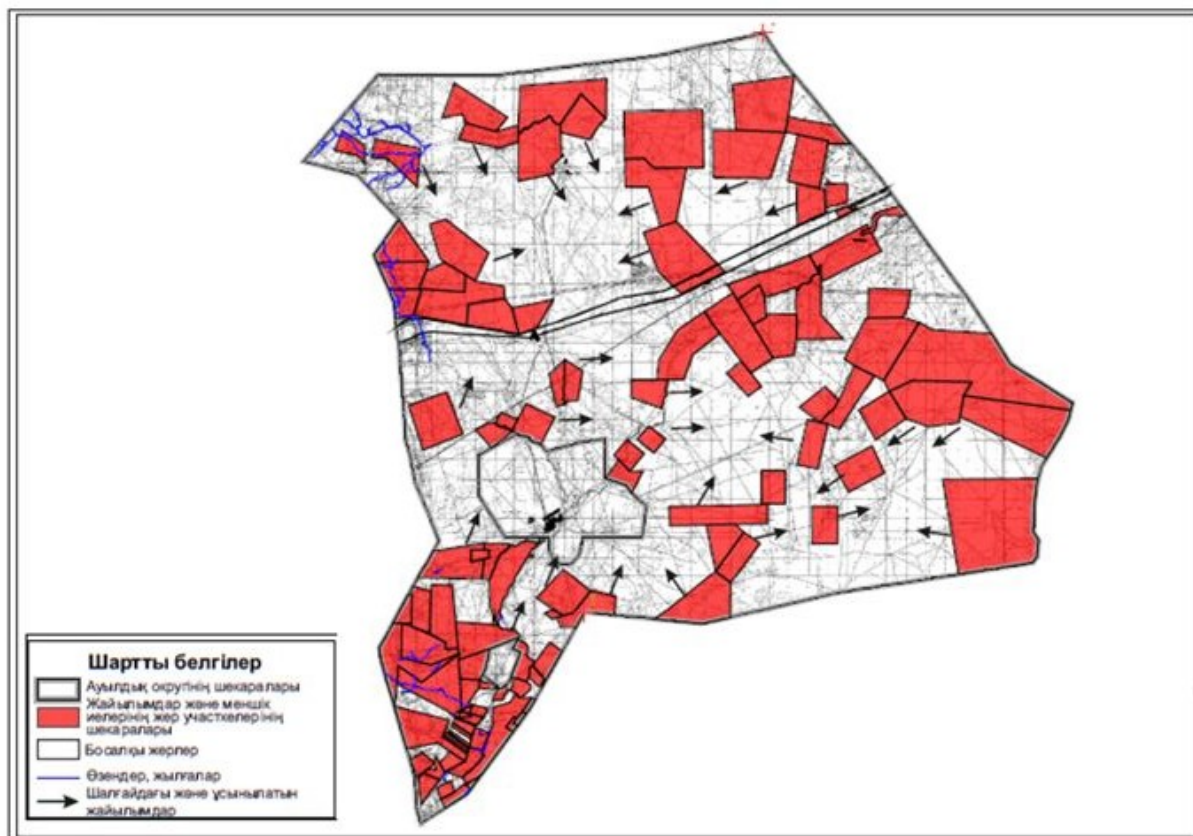 Шартты белгілер
Ауылдық округінің шекаралары
Жайылымдар және меншік
иелерінің жер участкелерінің
шекаралары
Босалқы жерлер
Өзендер, жылғалар
Шалғайдағы және ұсынылатын
жайылымдар